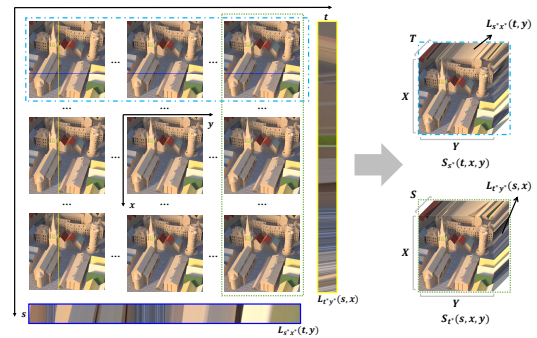 t
...
...
y
...
...
...
...
x
...
...
...
...
...
s
L_{s*x*}(t, y)
L_{t*y*}(s, x)
T
L_{s*x*}(t, y)
X
Y
S_{s*}(t, x, y)
S
L_{t*y*}(s, x)
X
Y
S_{t*}(s, x, y)